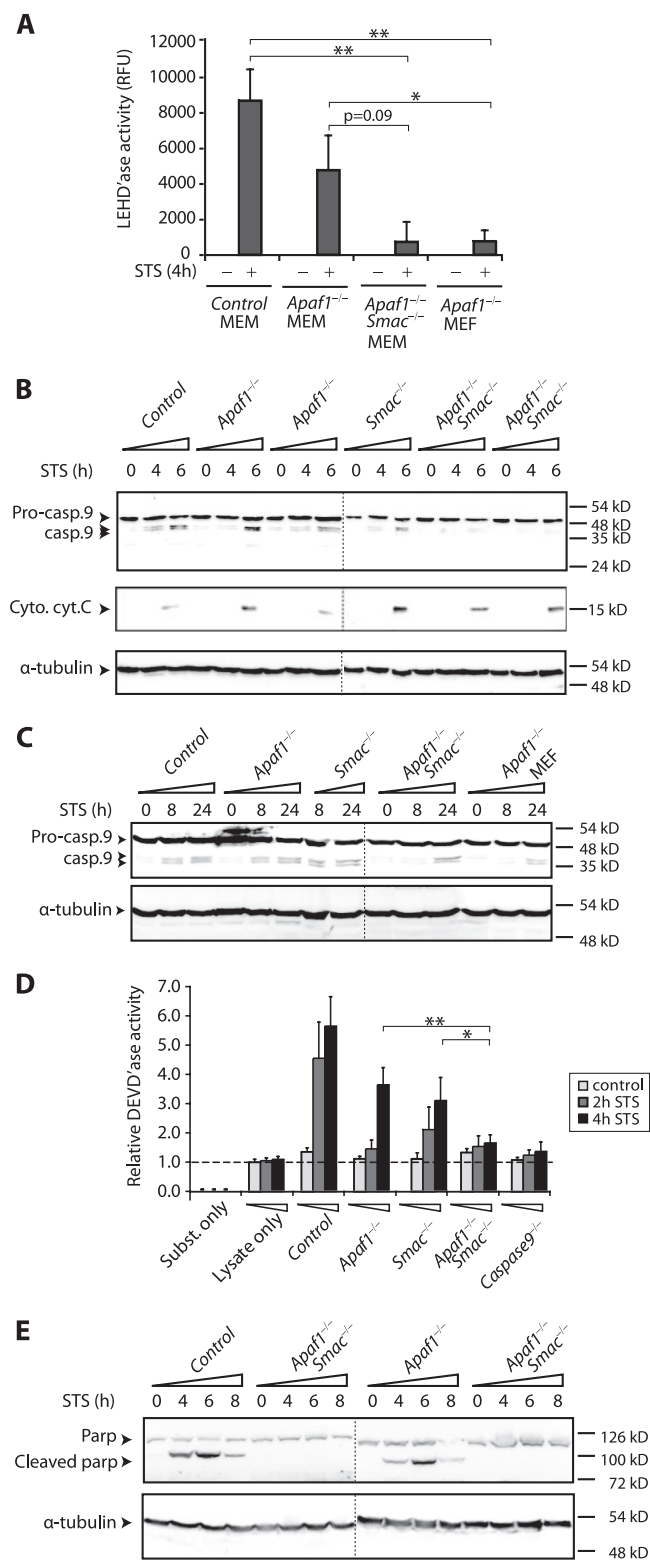 A
LEHD'ase activity (RFU)
12000
10000
8000
6000
4000
2000
0
**
**
*
p=0.09
STS (4h) – + – + – + – +
Control MEM
Apaf1–/– MEM
Apaf1–/– Smac–/– MEM
Apaf1–/– MEF
B
Control
Apaf1–/–
Apaf1–/–
Smac–/–
Apaf1–/– Smac–/–
Apaf1–/– Smac–/–
STS (h) 0 4 6 0 4 6 0 4 6 0 4 6 0 4 6 0 4 6
Pro-casp.9
casp.9
54 kD
48 kD
35 kD
24 kD
Cyto. cyt.C
15 kD
α-tubulin
54 kD
48 kD
C
Control
Apaf1–/–
Smac–/–
Apaf1–/– Smac–/–
Apaf1–/– MEF
STS (h) 0 8 24 0 8 24 8 24 0 8 24 0 8 24
Pro-casp.9
casp.9
54 kD
48 kD
35 kD
α-tubulin
54 kD
48 kD
D
Relative DEVD'ase activity
7.0
6.0
5.0
4.0
3.0
2.0
1.0
0.0
**
*
control
2h STS
4h STS
Subst. only
Lysate only
Control
Apaf1–/–
Smac–/–
Apaf1–/– Smac–/–
Caspase9–/–
E
Control
Apaf1–/– Smac–/–
Apaf1–/–
Apaf1–/– Smac–/–
STS (h) 0 4 6 8 0 4 6 8 0 4 6 8 0 4 6 8
Parp
Cleaved parp
126 kD
100 kD
72 kD
α-tubulin
54 kD
48 kD